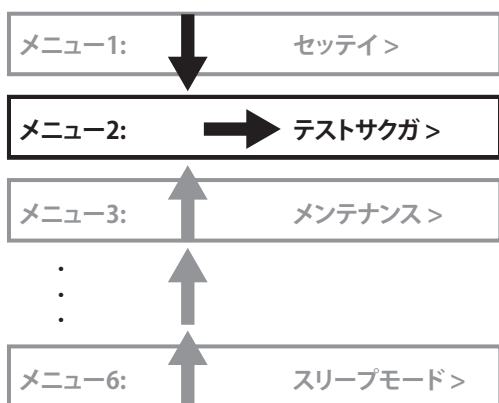 メニュー1: セッテイ >
メニュー2: テストサクガ >
メニュー3: メンテナンス >
.
.
.
メニュー6: スリープモード >